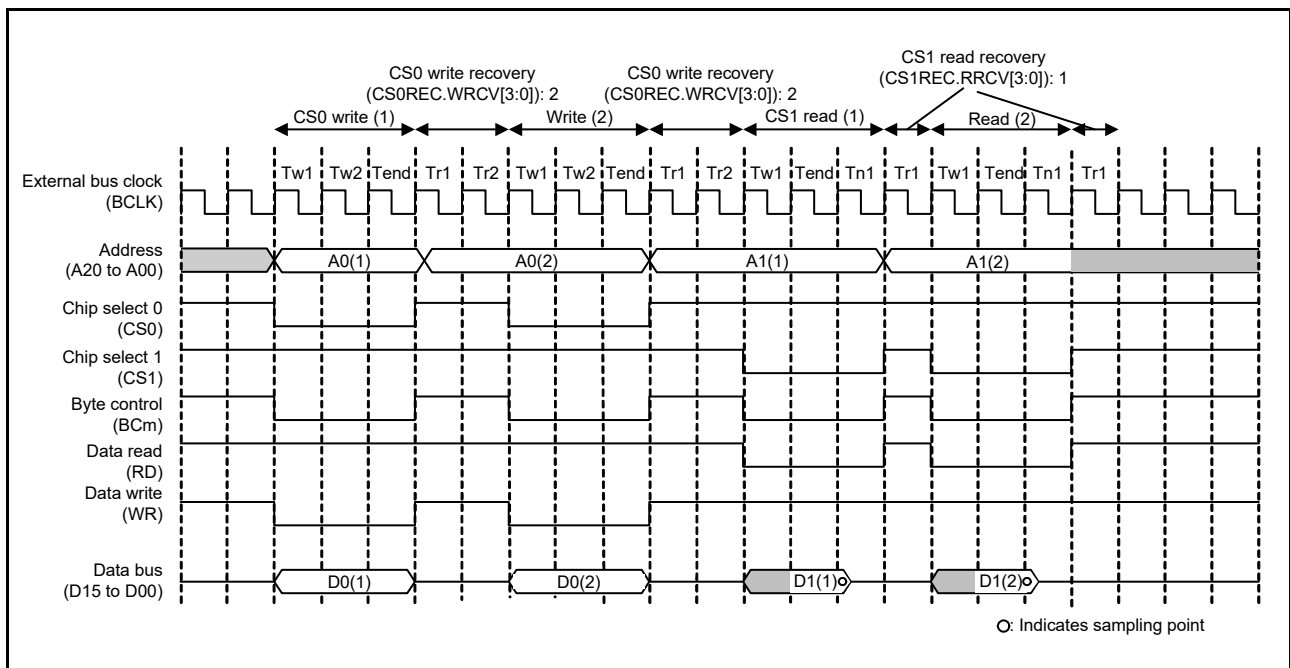 CS1 read recovery
(CS1REC.RRCV[3:0]): 1
CS0 write recovery
(CS0REC.WRCV[3:0]): 2
CS0 write recovery
(CS0REC.WRCV[3:0]): 2
CS0 write (1)
Write (2)
CS1 read (1)
Read (2)
Tw1 Tw2 Tend Tr1 Tr2 Tw1 Tw2 Tend Tr1 Tr2 Tw1 Tend Tn1 Tr1 Tw1 Tend Tn1 Tr1
External bus clock
(BCLK)
Address
(A20 to A00)
A0(1) A0(2) A1(1) A1(2)
Chip select 0
(CS0)
Chip select 1
(CS1)
Byte control
(BCm)
Data read
(RD)
Data write
(WR)
Data bus
(D15 to D00)
D0(1) D0(2) D1(1) D1(2)
O: Indicates sampling point